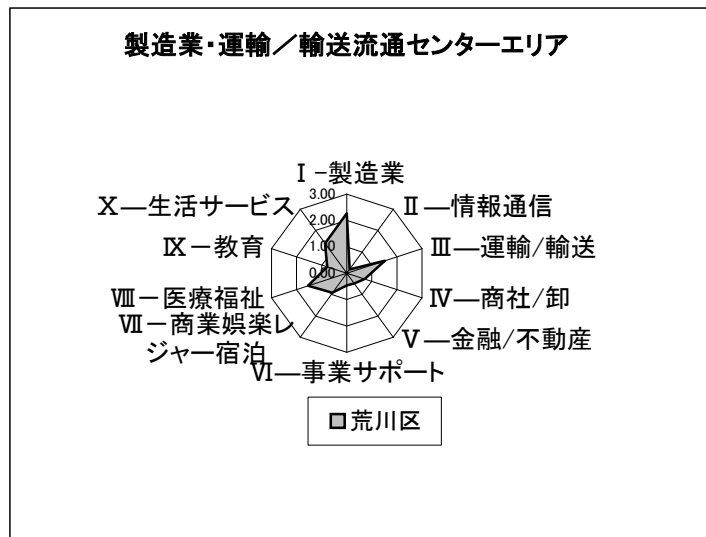 製造業・運輸／輸送流通センターエリア
Ⅰ－製造業
3.00
2.00
1.00
0.00
Ⅱ—情報通信
Ⅲ—運輸/輸送
Ⅳ—商社/卸
Ⅴ—金融/不動産
Ⅵ—事業サポート
Ⅶ－商業娯楽レ
ジャー宿泊
Ⅷ－医療福祉
Ⅸ－教育
Ⅹ—生活サービス
荒川区